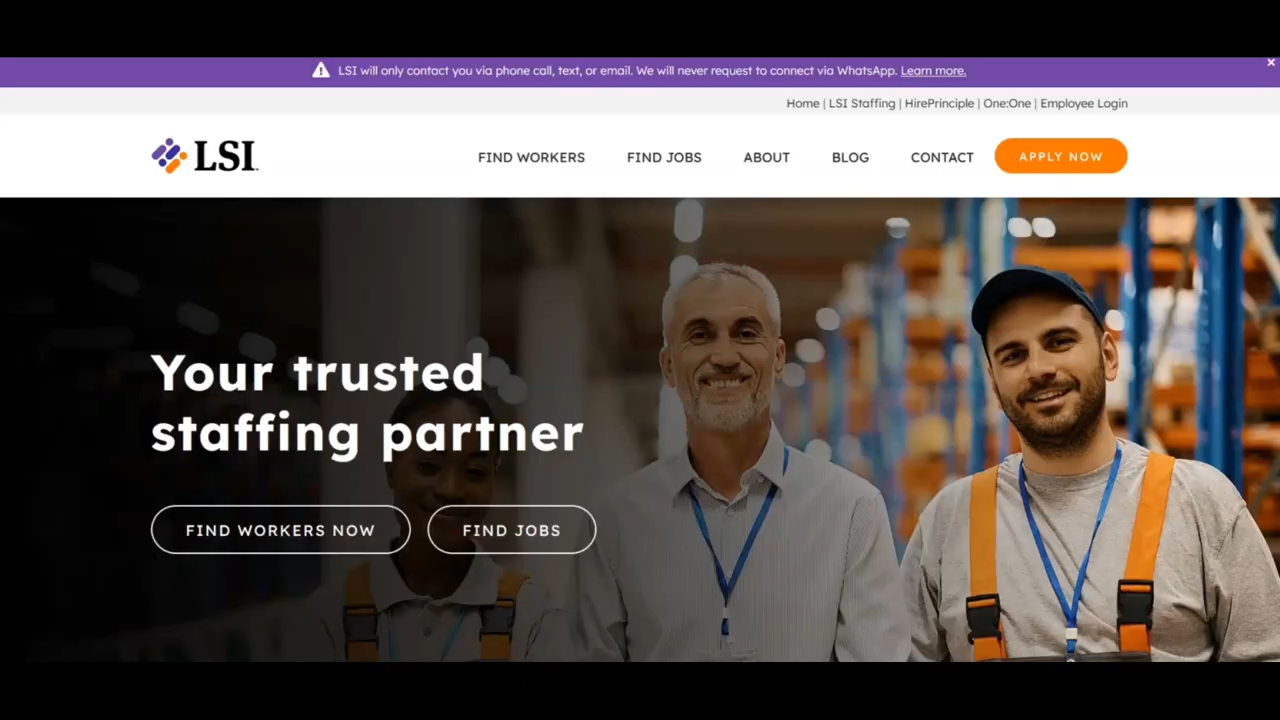 LSI will only contact you via phone call, text, or email. We will never request to connect via WhatsApp. Learn more.
Home | LSI Staffing | HirePrinciple | One:One | Employee Login
LSI
FIND WORKERS FIND JOBS ABOUT BLOG CONTACT APPLY NOW
Your trusted
staffing partner
FIND WORKERS NOW FIND JOBS